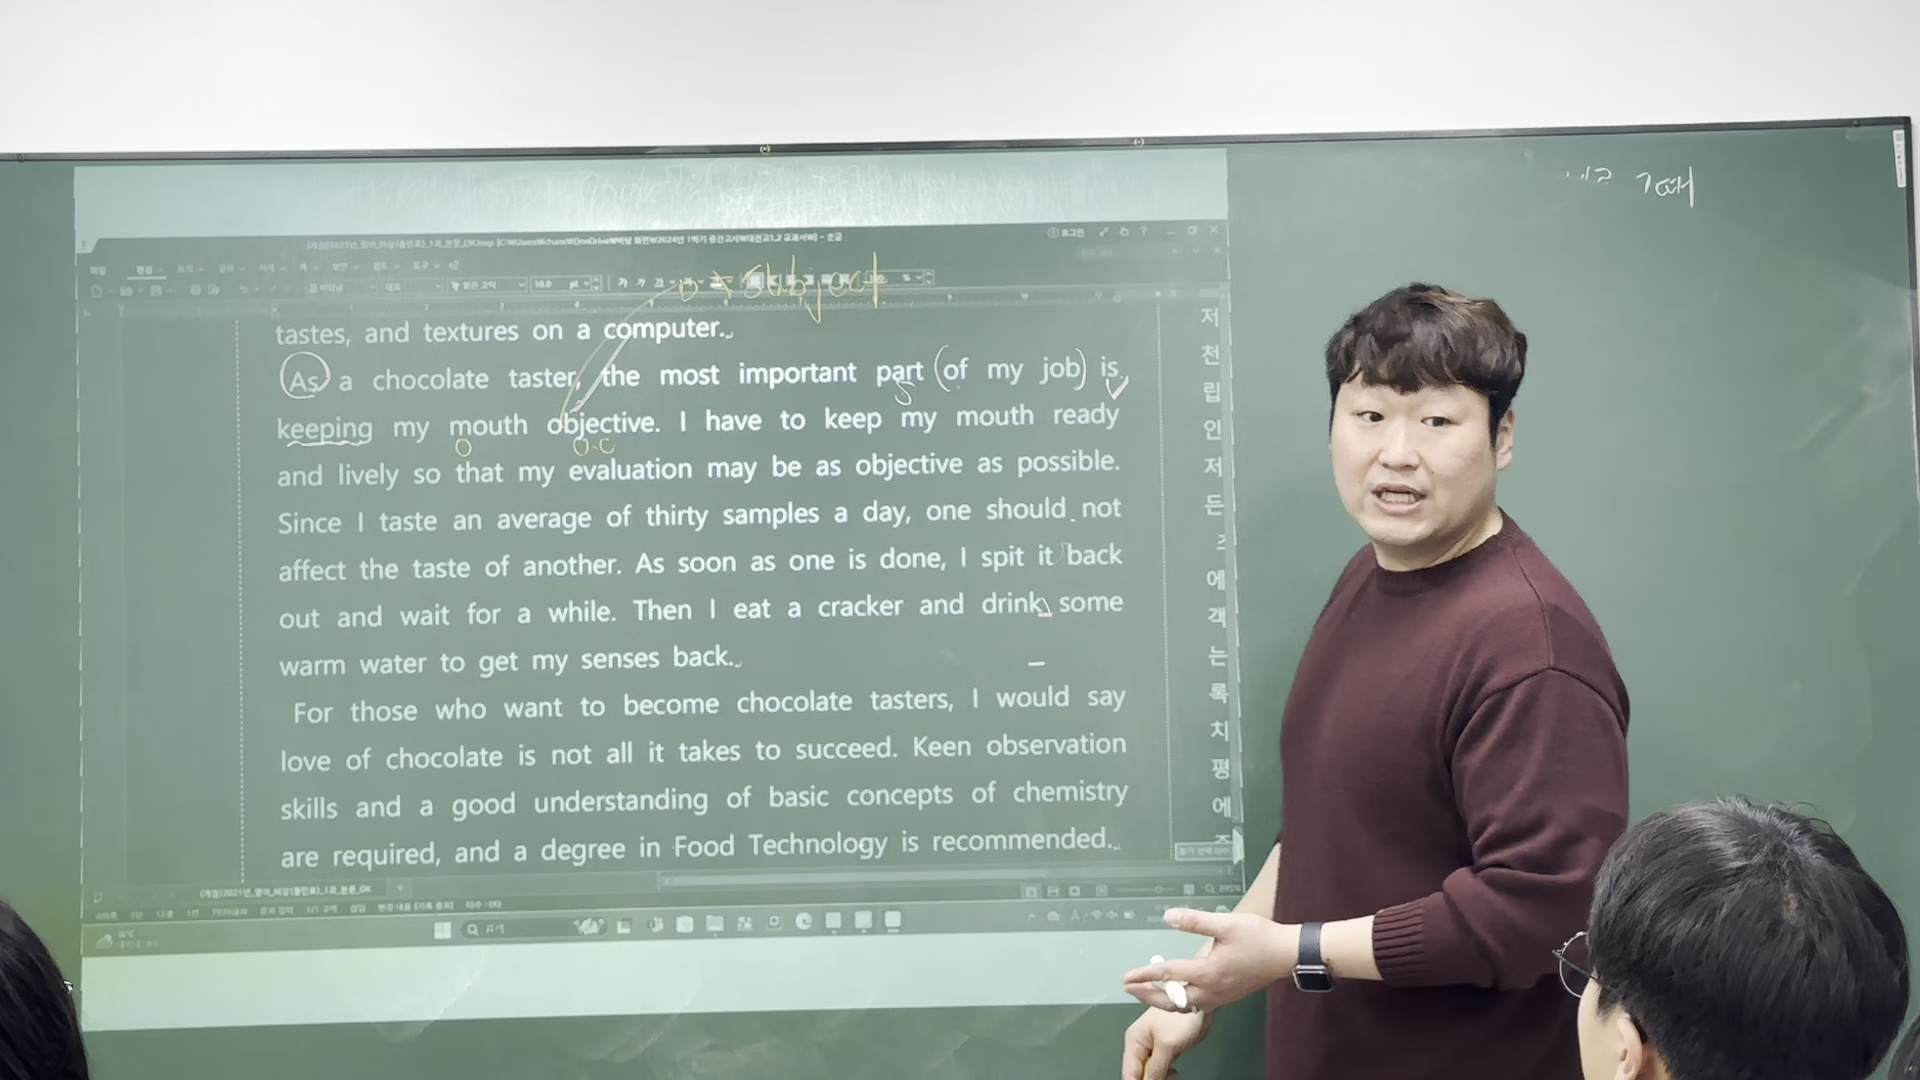 때
로그인
subject
tastes, and textures on a computer.
As a chocolate taster, the most important part (of my job) is
S
V
keeping my mouth objective. I have to keep my mouth ready
O
O.C
and lively so that my evaluation may be as objective as possible.
Since I taste an average of thirty samples a day, one should not
affect the taste of another. As soon as one is done, I spit it back
out and wait for a while. Then I eat a cracker and drink some
warm water to get my senses back.
For those who want to become chocolate tasters, I would say
love of chocolate is not all it takes to succeed. Keen observation
skills and a good understanding of basic concepts of chemistry
are required, and a degree in Food Technology is recommended.
저
천
립
인
저
든
에
객
는
록
치
평
에
검색